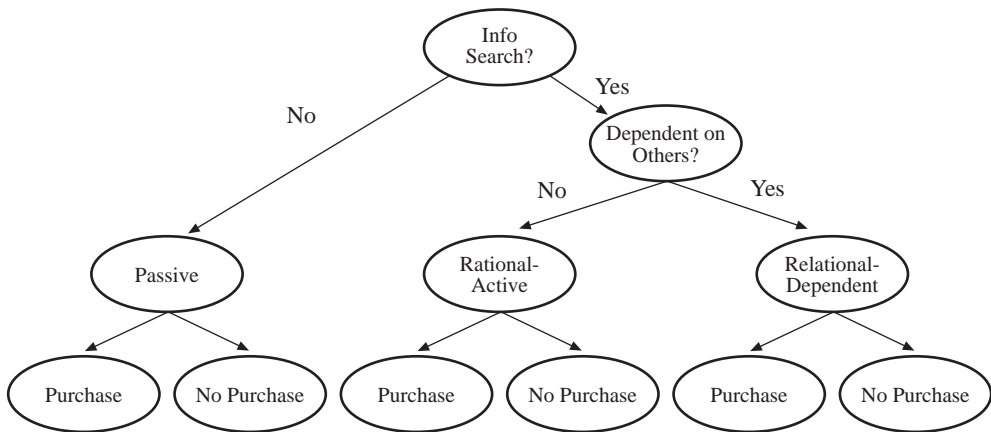 Info
Search?
No
Yes
Dependent on
Others?
No
Yes
Passive
Rational-
Active
Relational-
Dependent
Purchase
No Purchase
Purchase
No Purchase
Purchase
No Purchase